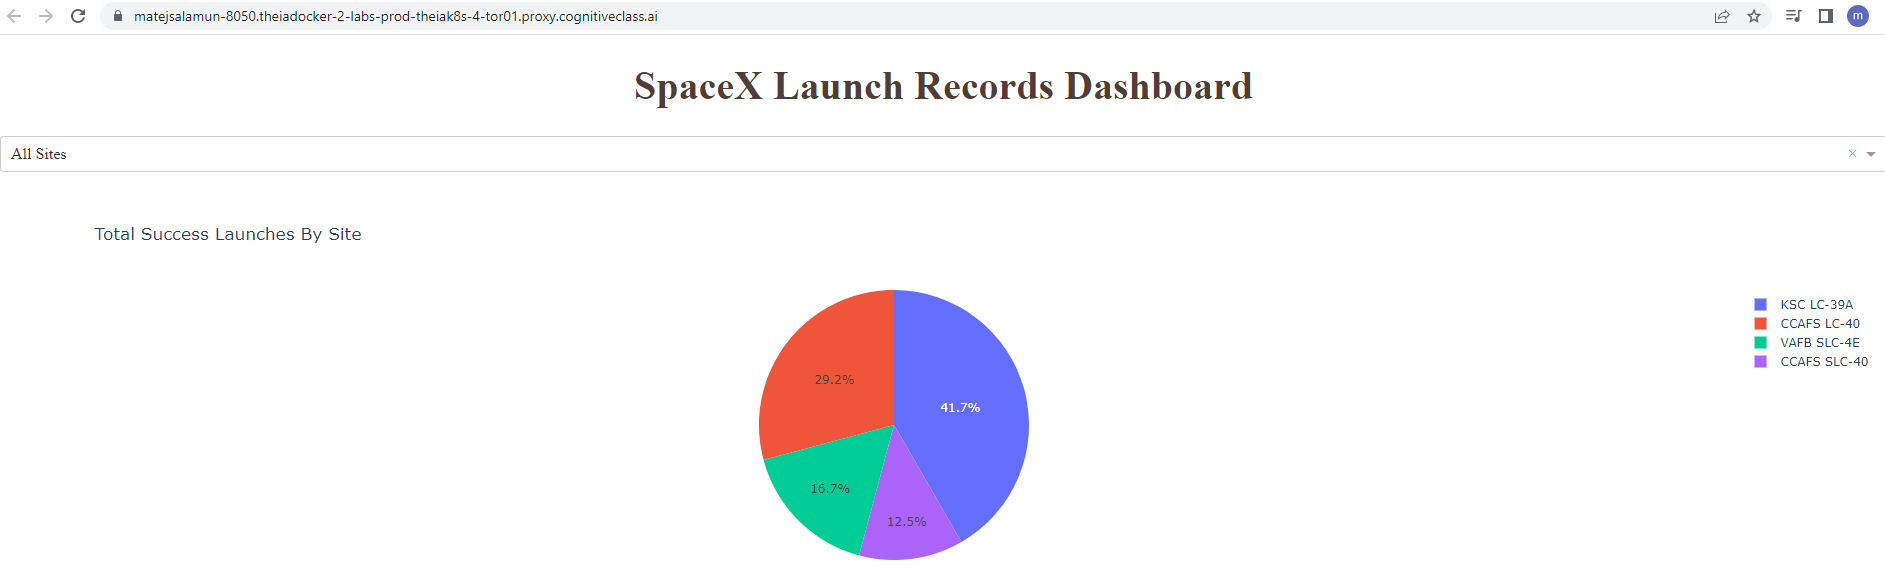 matejsalamun-8050.theiadocker-2-labs-prod-theiak8s-4-tor01.proxy.cognitiveclass.ai
m
SpaceX Launch Records Dashboard
All Sites
Total Success Launches By Site
KSC LC-39A
CCAFS LC-40
VAFB SLC-4E
CCAFS SLC-40
29.2%
41.7%
16.7%
12.5%